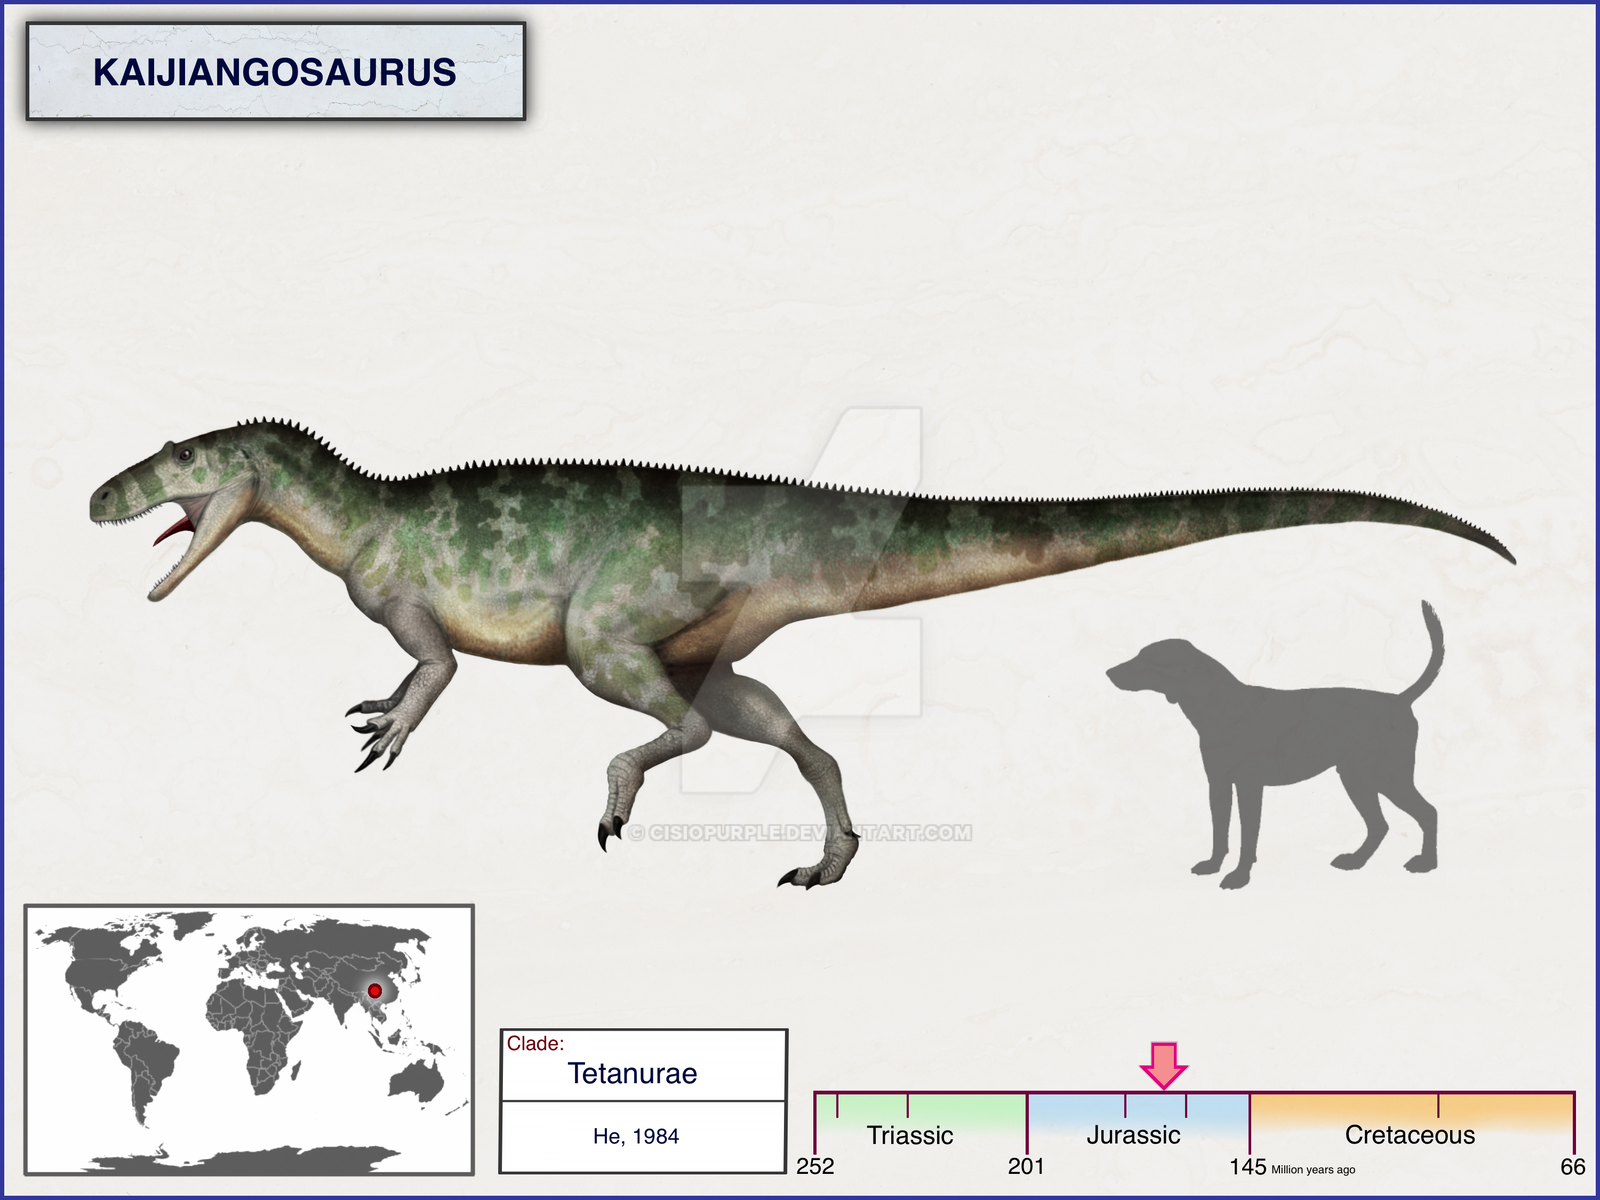 KAIJIANGOSAURUS
© CISIOPURPLE.DEVIANTART.COM
Clade:
Tetanurae
He, 1984
Triassic
Jurassic
Cretaceous
252
201
145 Million years ago
66